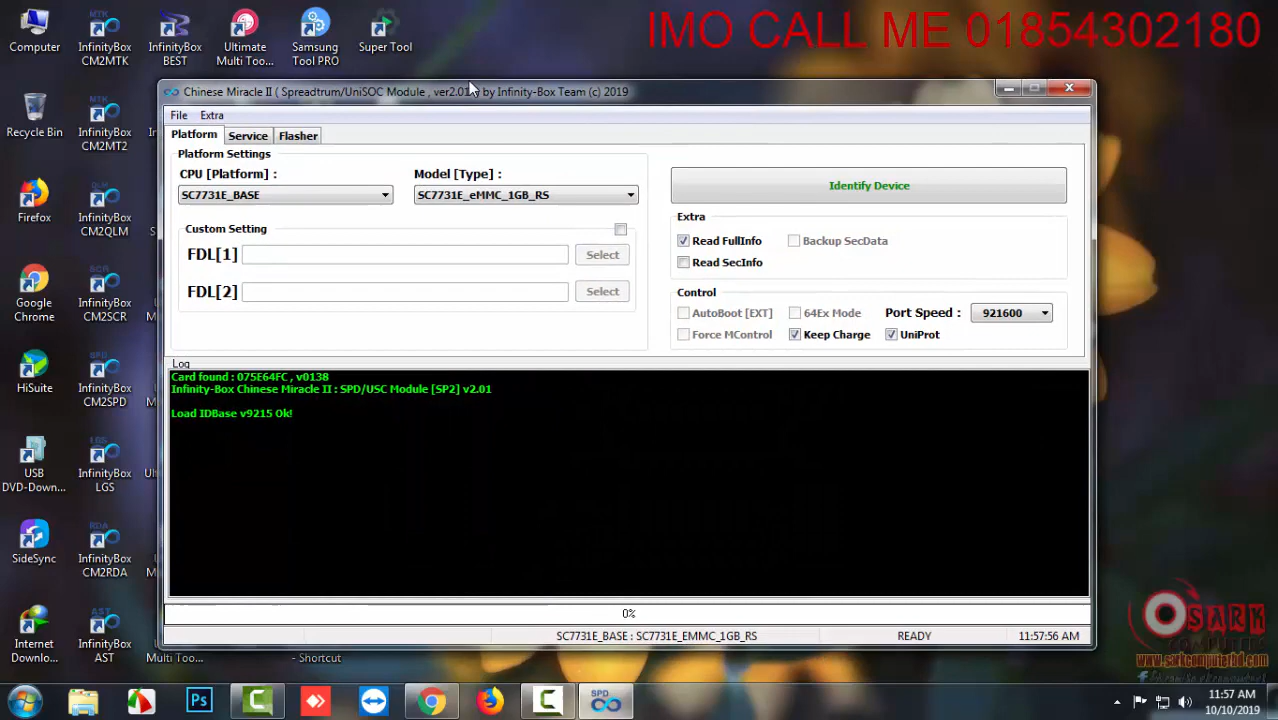 IMO CALL ME 01854302180
Computer
InfinityBox CM2MTK
InfinityBox BEST
Ultimate Multi Too...
Samsung Tool PRO
Super Tool
Recycle Bin
InfinityBox CM2MT2
Firefox
InfinityBox CM2QLM
Google Chrome
InfinityBox CM2SCR
HiSuite
InfinityBox CM2SPD
USB DVD-Down...
InfinityBox LGS
SideSync
InfinityBox CM2RDA
Internet Downlo...
InfinityBox AST
Multi Too...
- Shortcut
Chinese Miracle II ( Spreadtrum/UniSOC Module , ver2.01 by Infinity-Box Team (c) 2019
File Extra
Platform Service Flasher
Platform Settings
CPU [Platform] : Model [Type] :
SC7731E_BASE SC7731E_eMMC_1GB_RS
Custom Setting
FDL[1] Select
FDL[2] Select
Identify Device
Extra
Read FullInfo Backup SecData
Read SecInfo
Control
AutoBoot [EXT] 64Ex Mode Port Speed : 921600
Force MControl Keep Charge UniProt
Log
Card found : 075E64FC , v0138
Infinity-Box Chinese Miracle II : SPD/USC Module [SP2] v2.01
Load IDBase v9215 Ok!
0%
SC7731E_BASE : SC7731E_EMMC_1GB_RS READY 11:57:56 AM
SARK
www.sarkcomputerbd.com
Ps
SPD
11:57 AM
10/10/2019